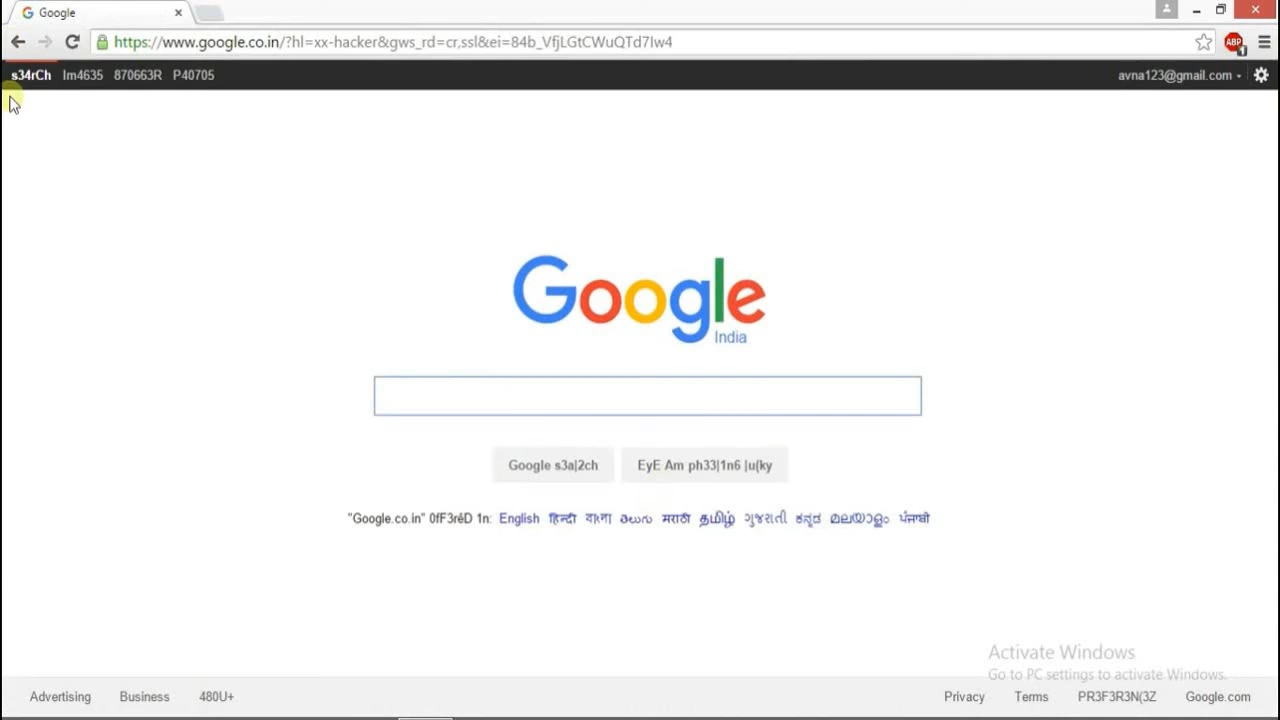 Google
https://www.google.co.in/?hl=xx-hacker&gws_rd=cr,ssl&ei=84b_VfjLGtCWuQTd7Iw4
ABP 1
s34rCh Im4635 870663R P40705 avna123@gmail.com
Google
India
Google s3a|2ch EyE Am ph33|1n6 |u(ky
"Google.co.in" 0fF3réD 1n: English हिन्दी বাংলা తెలుగు मराठी தமிழ் ગુજરાતી ಕನ್ನಡ മലയാളം ਪੰਜਾਬੀ
Activate Windows
Go to PC settings to activate Windows.
Advertising Business 480U+ Privacy Terms PR3F3R3N(3Z Google.com